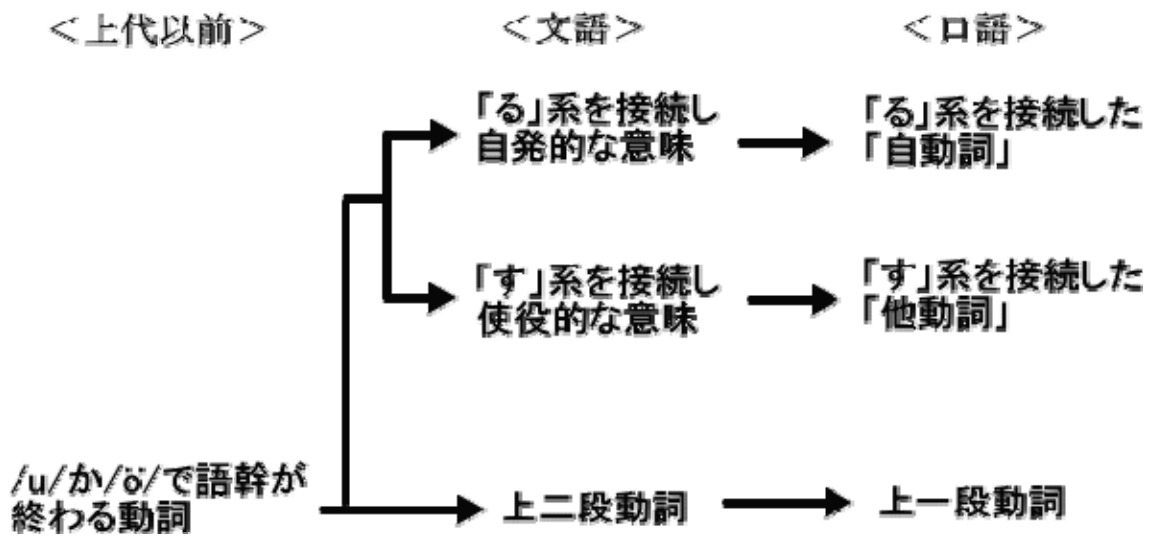 ＜上代以前＞
＜文語＞
＜口語＞
「る」系を接続し
自発的な意味
「る」系を接続した
「自動詞」
「す」系を接続し
使役的な意味
「す」系を接続した
「他動詞」
/u/か/ö/で語幹が
終わる動詞
上二段動詞
上一段動詞